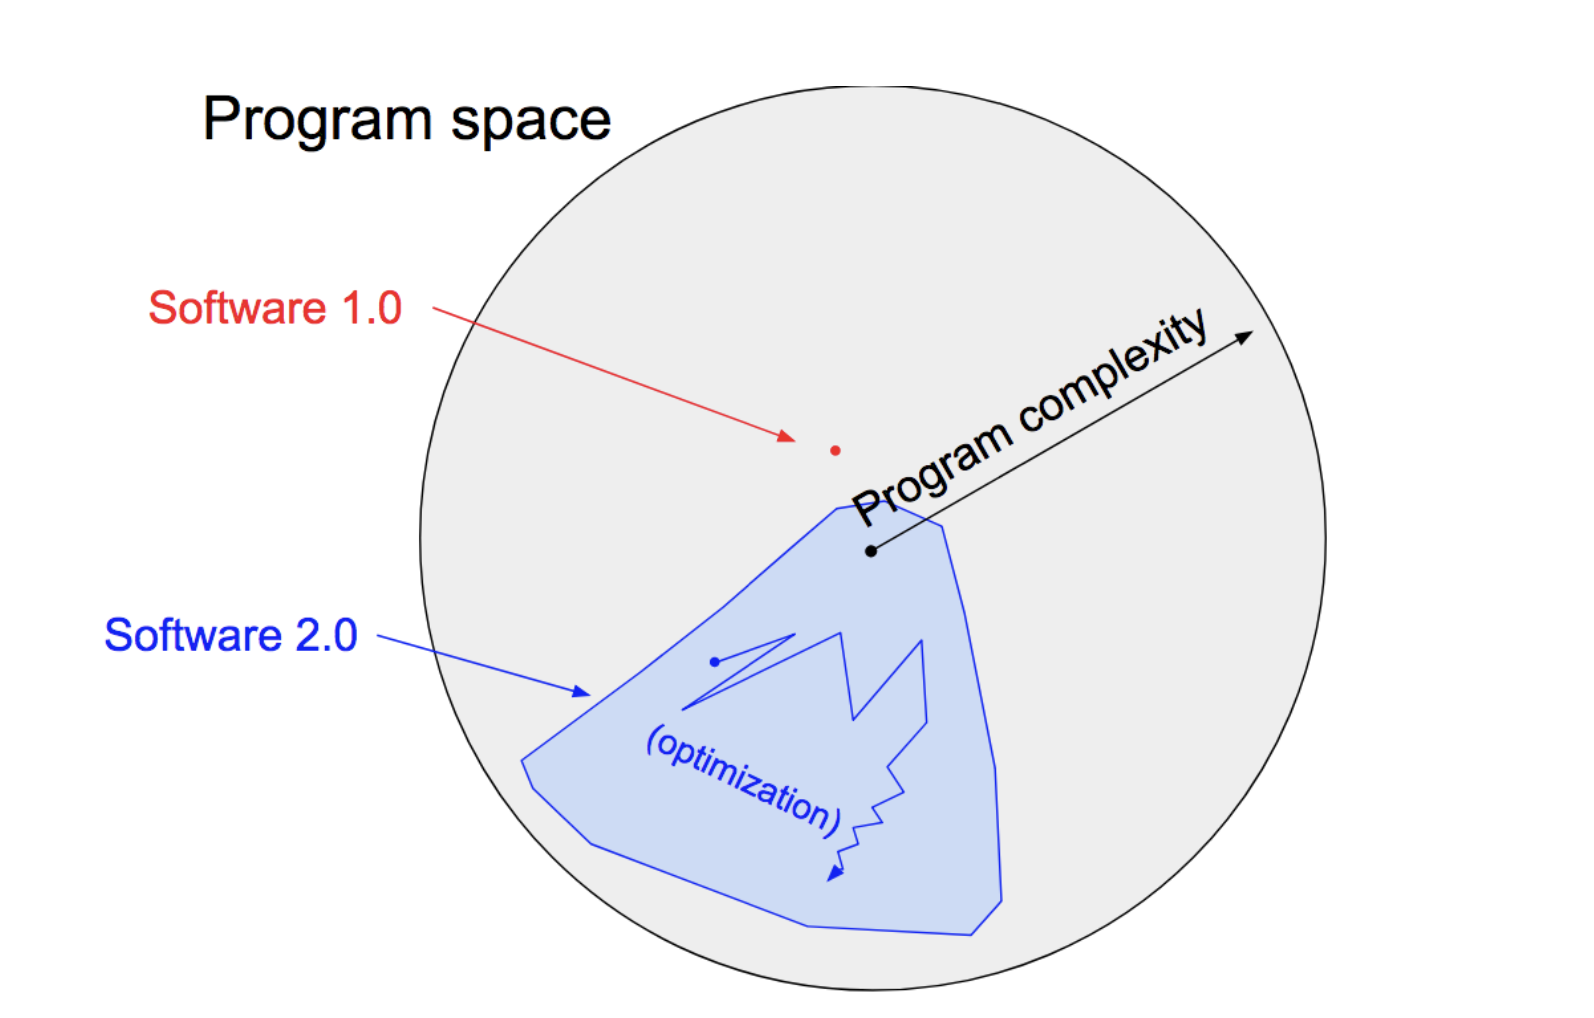 Program space
Software 1.0
Program complexity
Software 2.0
(optimization)